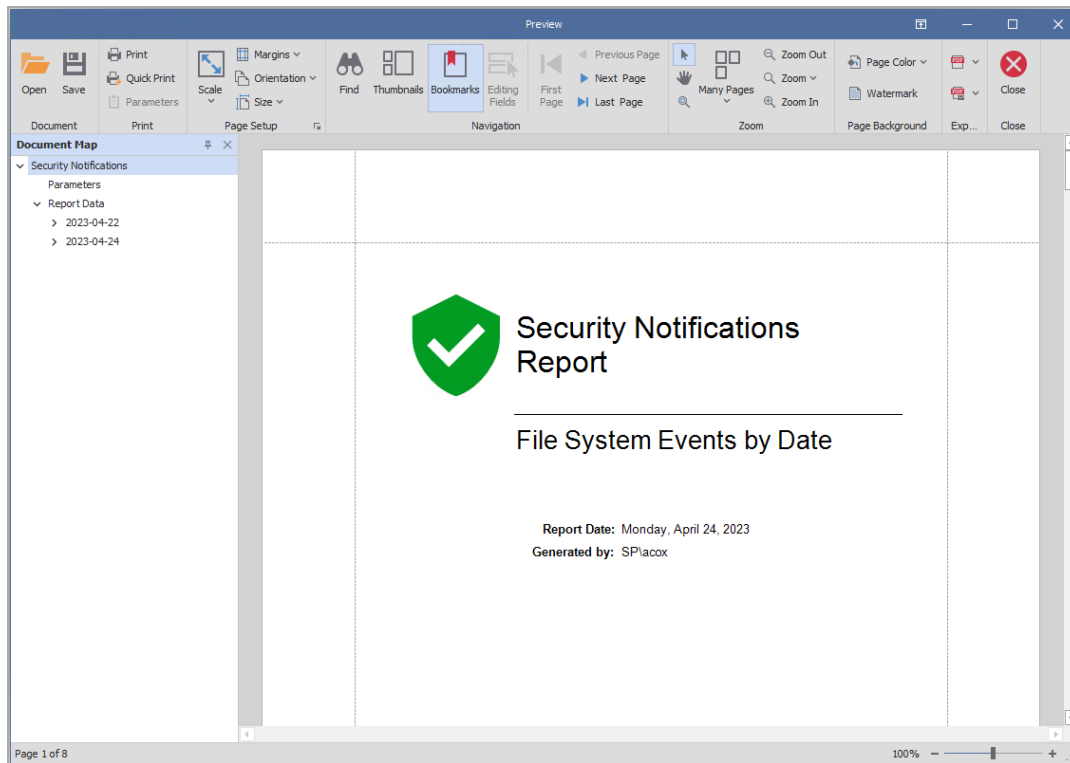 Preview
Open
Save
Document
Print
Quick Print
Parameters
Print
Scale
Margins
Orientation
Size
Page Setup
Find
Thumbnails
Bookmarks
Editing
Fields
First
Page
Previous Page
Next Page
Last Page
Navigation
Many Pages
Zoom Out
Zoom
Zoom In
Zoom
Page Color
Watermark
Page Background
PDF
Exp...
Close
Close
Document Map
Security Notifications
Parameters
Report Data
2023-04-22
2023-04-24
Security Notifications
Report
File System Events by Date
Report Date: Monday, April 24, 2023
Generated by: SP\acox
Page 1 of 8
100%